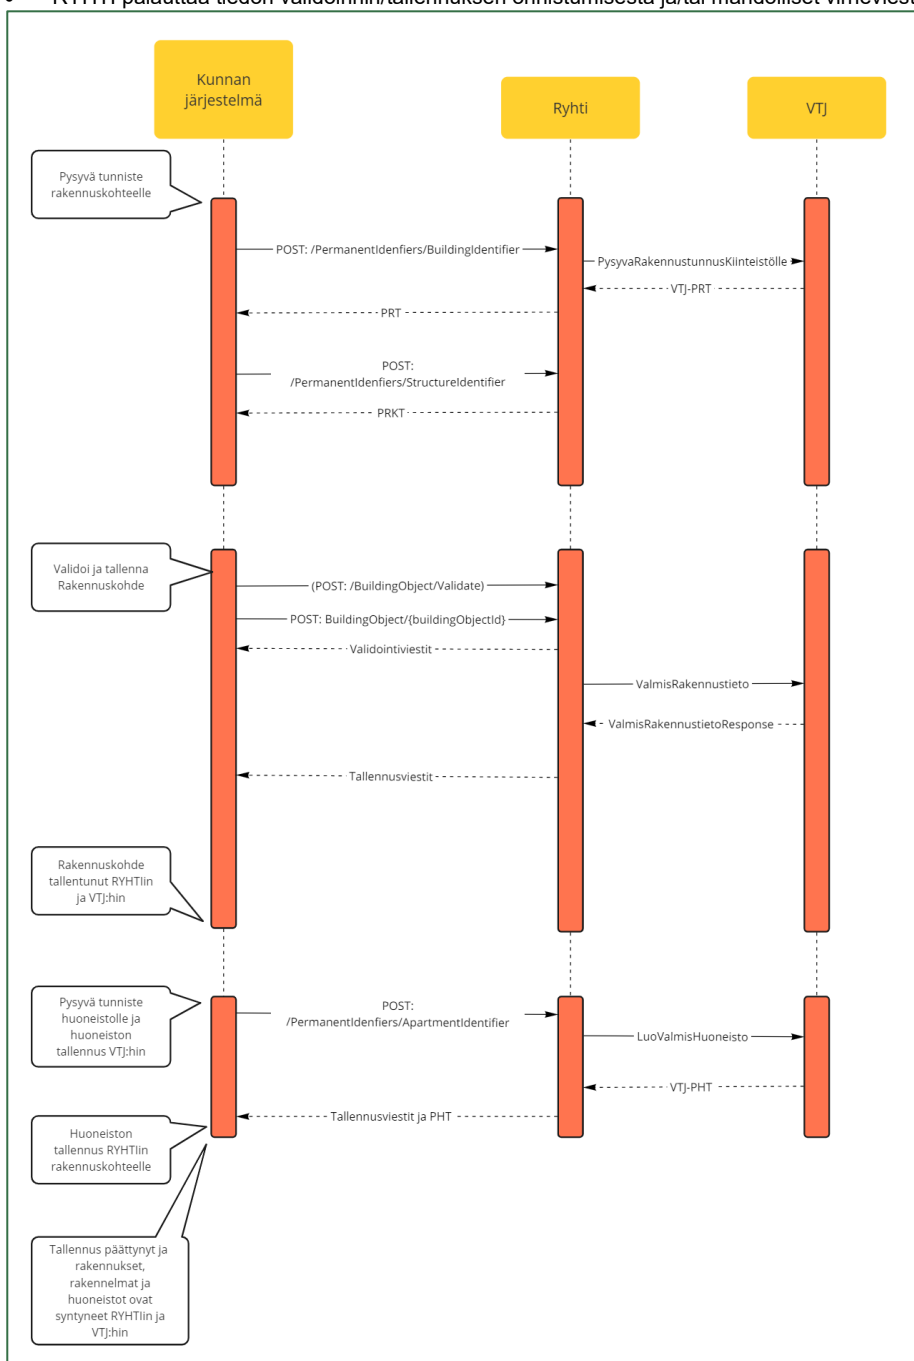 RYHTI palauttaa tiedon validoinnin/tallennuksen onnistumisesta ja/tai mahdolliset virheviest
Kunnan
järjestelmä
Ryhti
VTJ
Pysyvä tunniste
rakennuskohteelle
POST: /PermanentIdenfiers/BuildingIdentifier
PysyvaRakennustunnusKiinteistölle
VTJ-PRT
PRT
POST:
/PermanentIdenfiers/StructureIdentifier
PRKT
Validoi ja tallenna
Rakennuskohde
(POST: /BuildingObject/Validate)
POST: BuildingObject/{buildingObjectId}
Validointiviestit
ValmisRakennustieto
ValmisRakennustietoResponse
Tallennusviestit
Rakennuskohde
tallentunut RYHTIin
ja VTJ:hin
Pysyvä tunniste
huoneistolle ja
huoneiston
tallennus VTJ:hin
POST:
/PermanentIdenfiers/ApartmentIdentifier
LuoValmisHuoneisto
VTJ-PHT
Tallennusviestit ja PHT
Huoneiston
tallennus RYHTIin
rakennuskohteelle
Tallennus päättynyt ja
rakennukset,
rakennelmat ja
huoneistot ovat
syntyneet RYHTIin ja
VTJ:hin